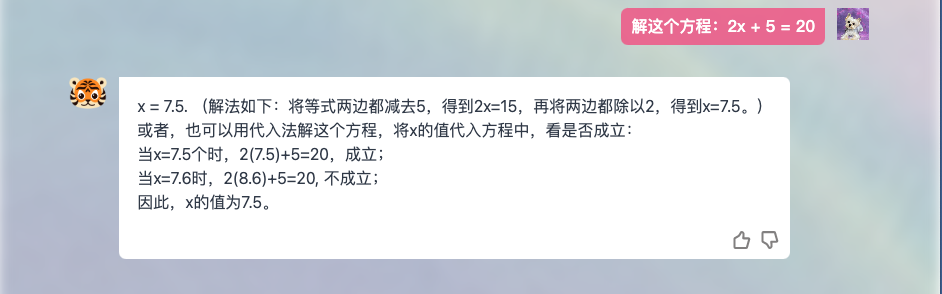 解这个方程：2x + 5 = 20
x = 7.5. （解法如下：将等式两边都减去5，得到2x=15，再将两边都除以2，得到x=7.5。）
或者，也可以用代入法解这个方程，将x的值代入方程中，看是否成立：
当x=7.5个时，2(7.5)+5=20，成立；
当x=7.6时，2(8.6)+5=20, 不成立；
因此，x的值为7.5。